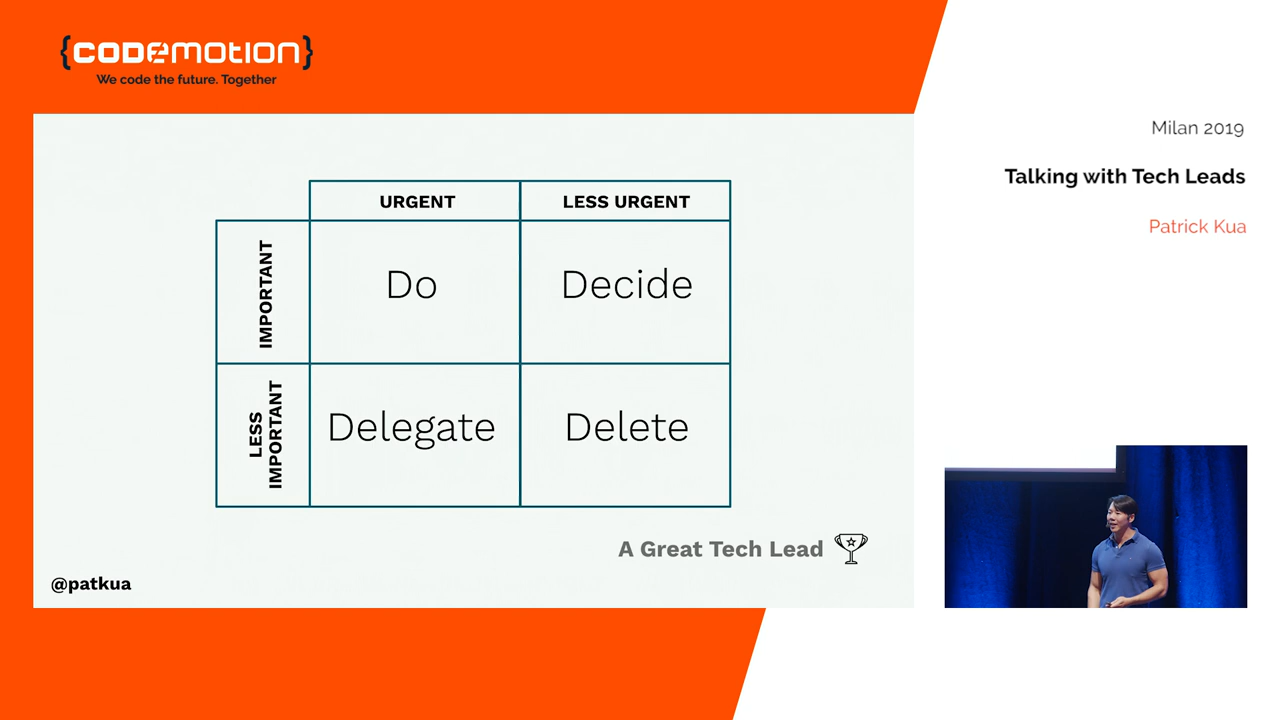 {CODEMOTION}
We code the future. Together
Milan 2019
Talking with Tech Leads
Patrick Kua
URGENT
LESS URGENT
IMPORTANT
Do
Decide
LESS
IMPORTANT
Delegate
Delete
A Great Tech Lead
@patkua